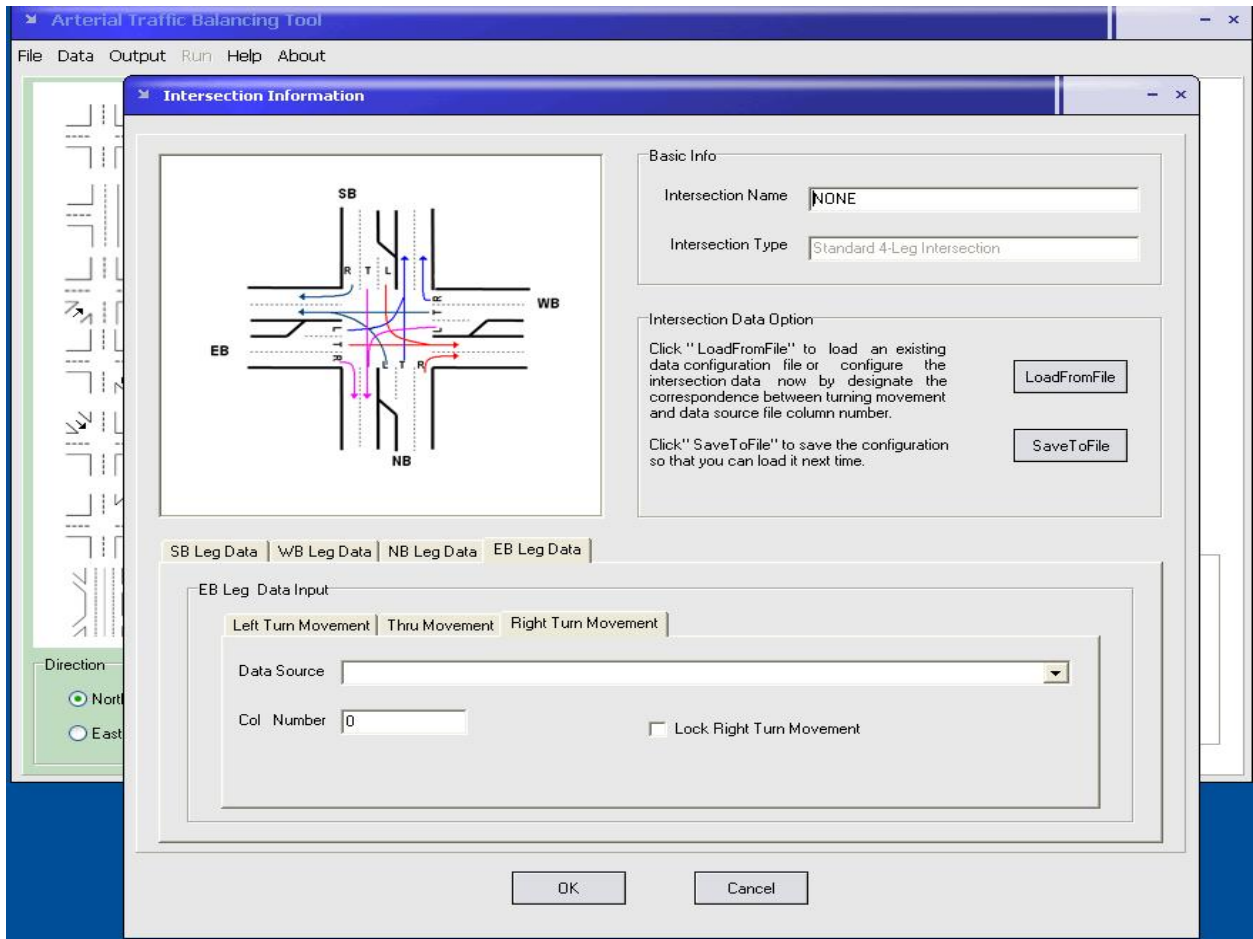 Arterial Traffic Balancing Tool
File Data Output Run Help About
Intersection Information
SB
R T L
WB
R
T
L
EB
L
T
R
L T R
NB
Basic Info
Intersection Name NONE
Intersection Type Standard 4-Leg Intersection
Intersection Data Option
Click " LoadFromFile" to load an existing
data configuration file or configure the
intersection data now by designate the
correspondence between turning movement
and data source file column number.
LoadFromFile
Click" SaveToFile" to save the configuration
so that you can load it next time.
SaveToFile
SB Leg Data WB Leg Data NB Leg Data EB Leg Data
EB Leg Data Input
Left Turn Movement Thru Movement Right Turn Movement
Data Source
Col Number 0
Lock Right Turn Movement
Direction
East
OK Cancel